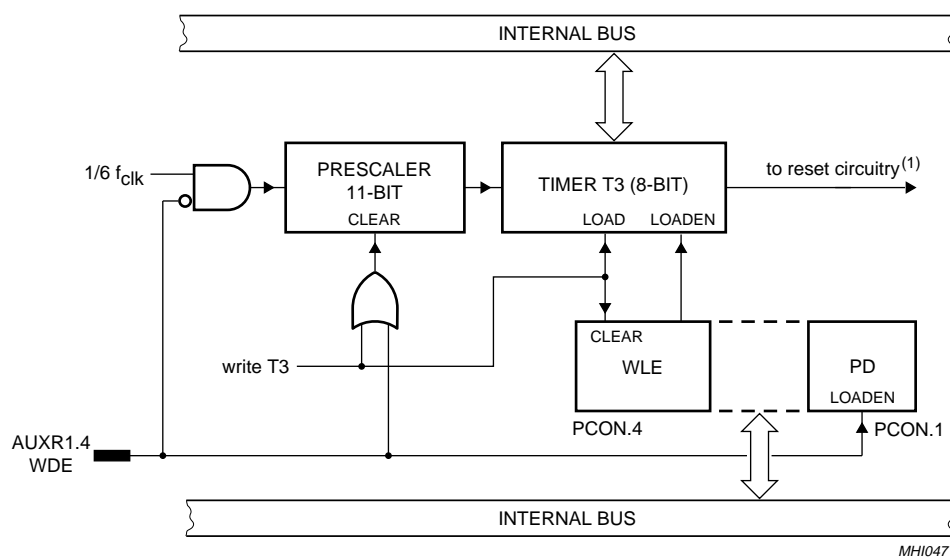 INTERNAL BUS
1/6 fclk
PRESCALER
11-BIT
CLEAR
TIMER T3 (8-BIT)
LOAD
LOADEN
to reset circuitry(1)
write T3
CLEAR
WLE
PD
LOADEN
PCON.4
PCON.1
AUXR1.4
WDE
INTERNAL BUS
MHI047